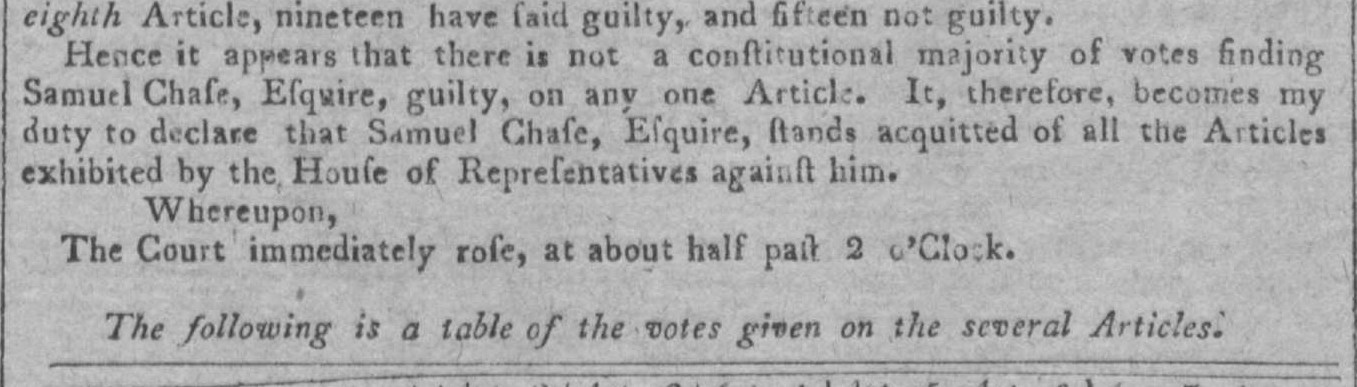 eighth Article, nineteen have ſaid guilty, and fifteen not guilty.
Hence it appears that there is not a conſtitutional majority of votes finding
Samuel Chaſe, Eſquire, guilty, on any one Article. It, therefore, becomes my
duty to declare that Samuel Chaſe, Eſquire, ſtands acquitted of all the Articles
exhibited by the Houſe of Repreſentatives againſt him.
Whereupon,
The Court immediately roſe, at about half paſt 2 o'Clock.
The following is a table of the votes given on the several Articles.